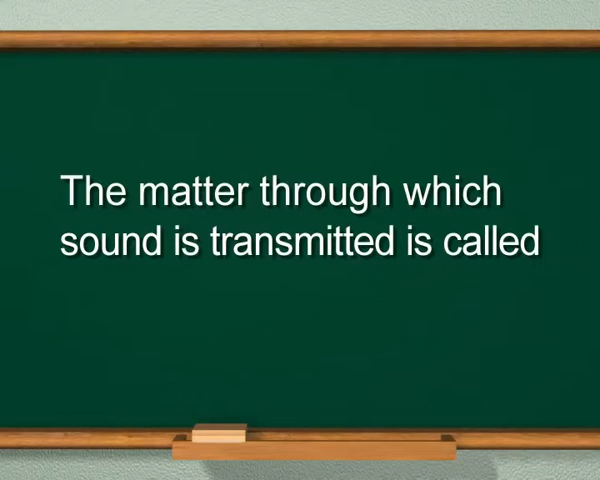 The matter through which
sound is transmitted is called